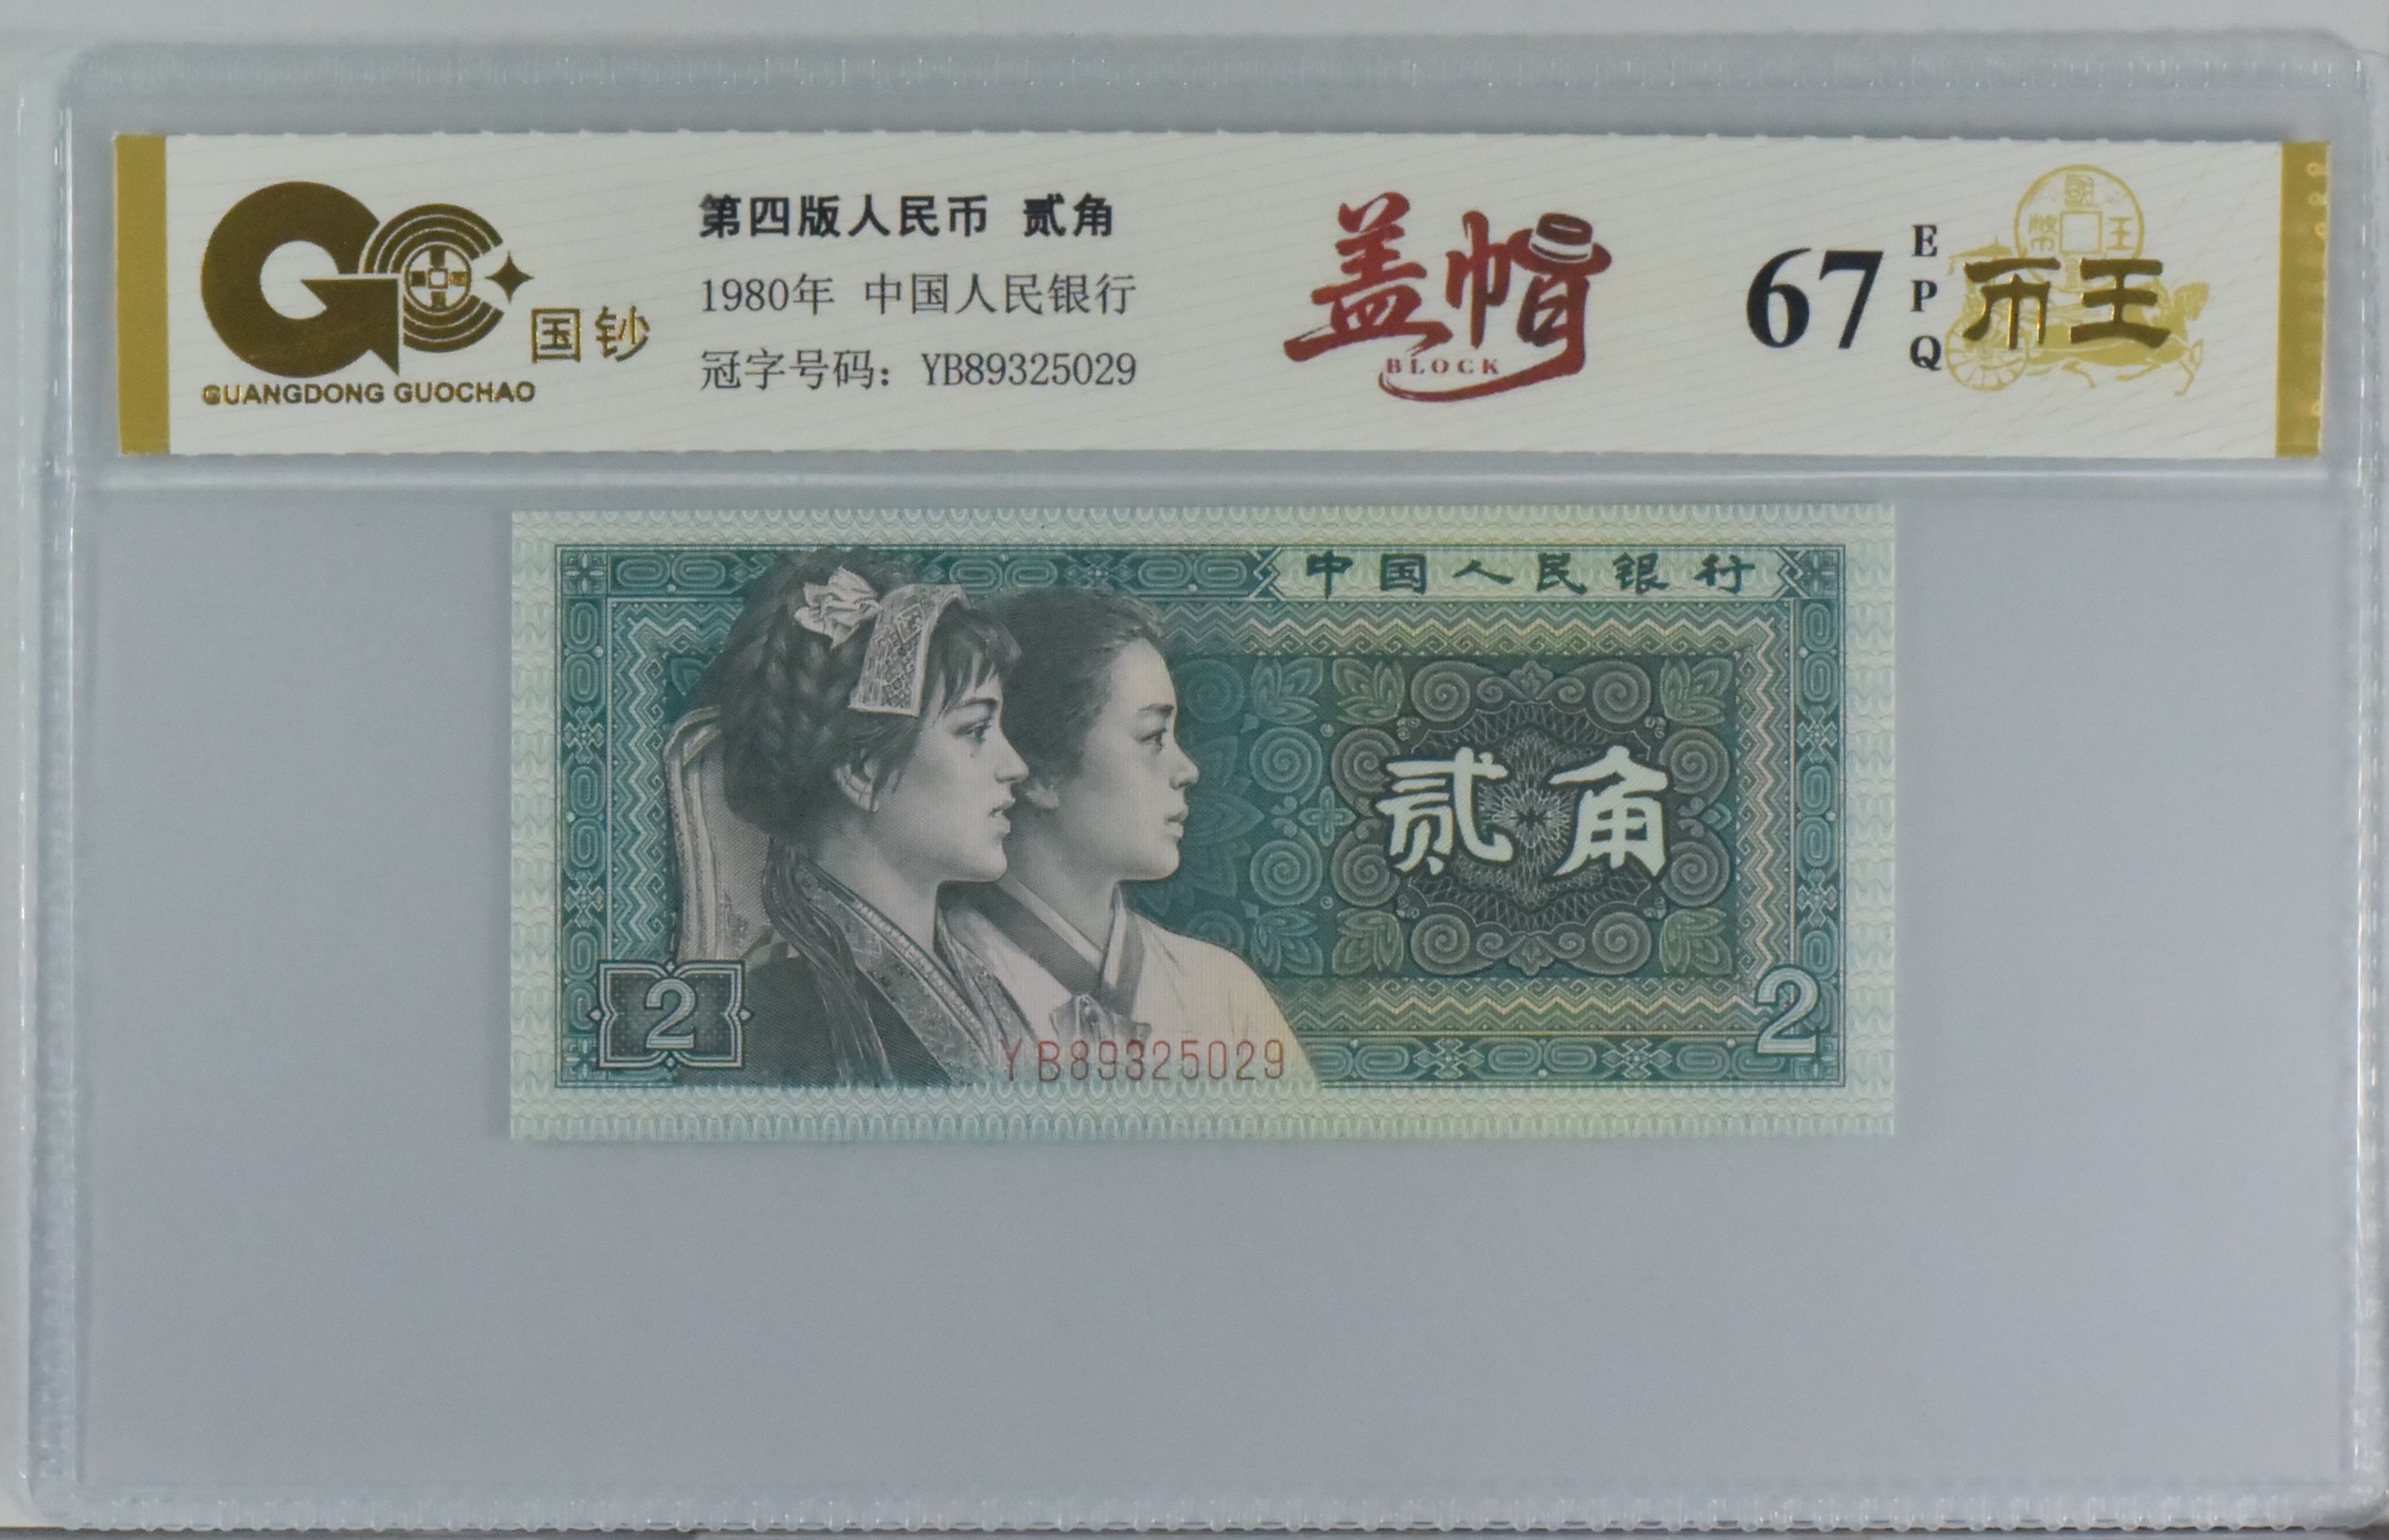 第四版人民币 贰角
1980年 中国人民银行
冠字号码：YB89325029
国钞
GUANGDONG GUOCHAO
盖帽
BLOCK
67
EPQ
币王
中国人民银行
贰角
2
2
YB89325029